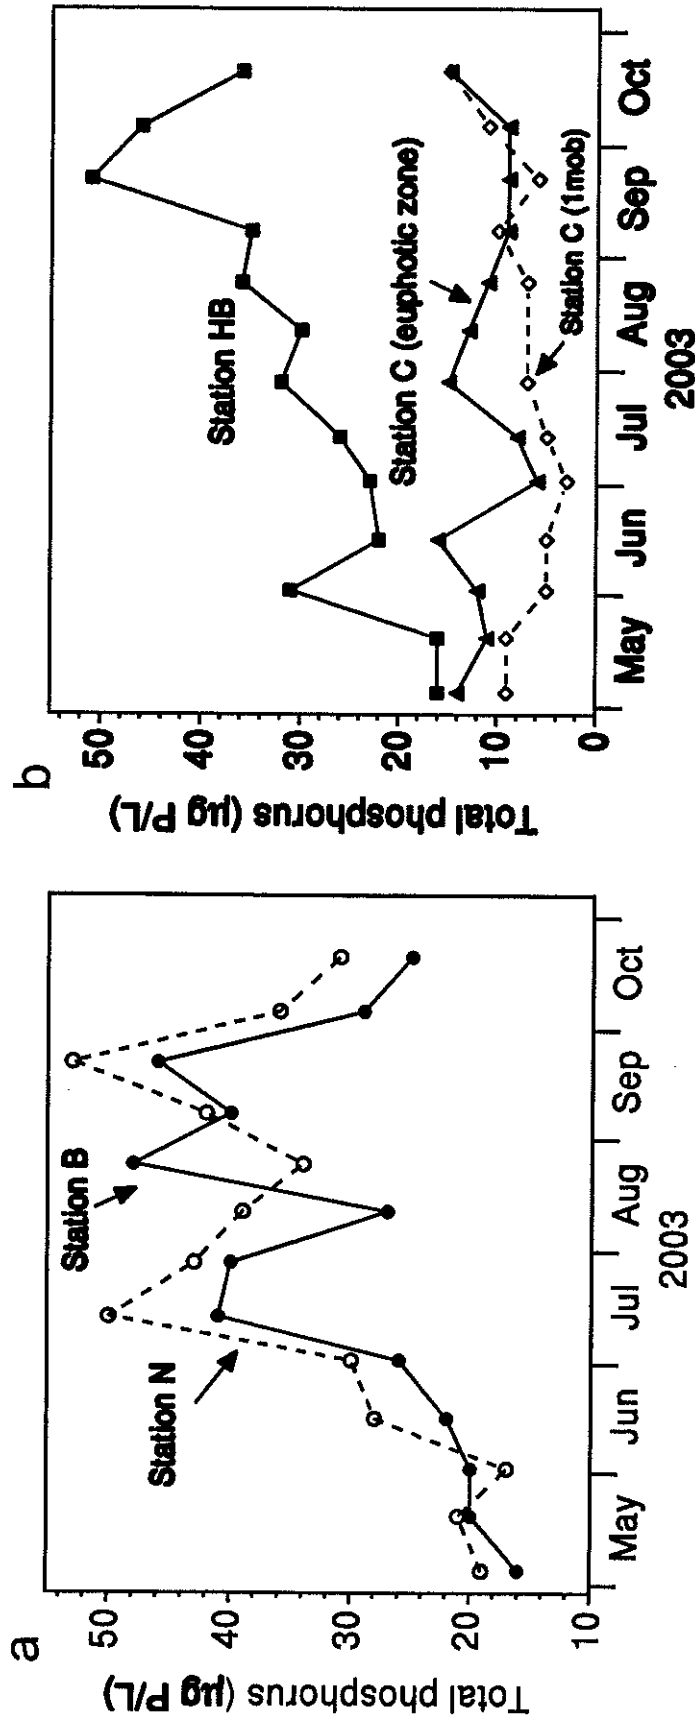 a
Total phosphorus (µg P/L)
50
40
30
20
10
Station B
Station N
May
Jun
Jul
Aug
Sep
Oct
2003
b
Total phosphorus (µg P/L)
50
40
30
20
10
0
Station HB
Station C (euphotic zone)
Station C (1mob)
May
Jun
Jul
Aug
Sep
Oct
2003